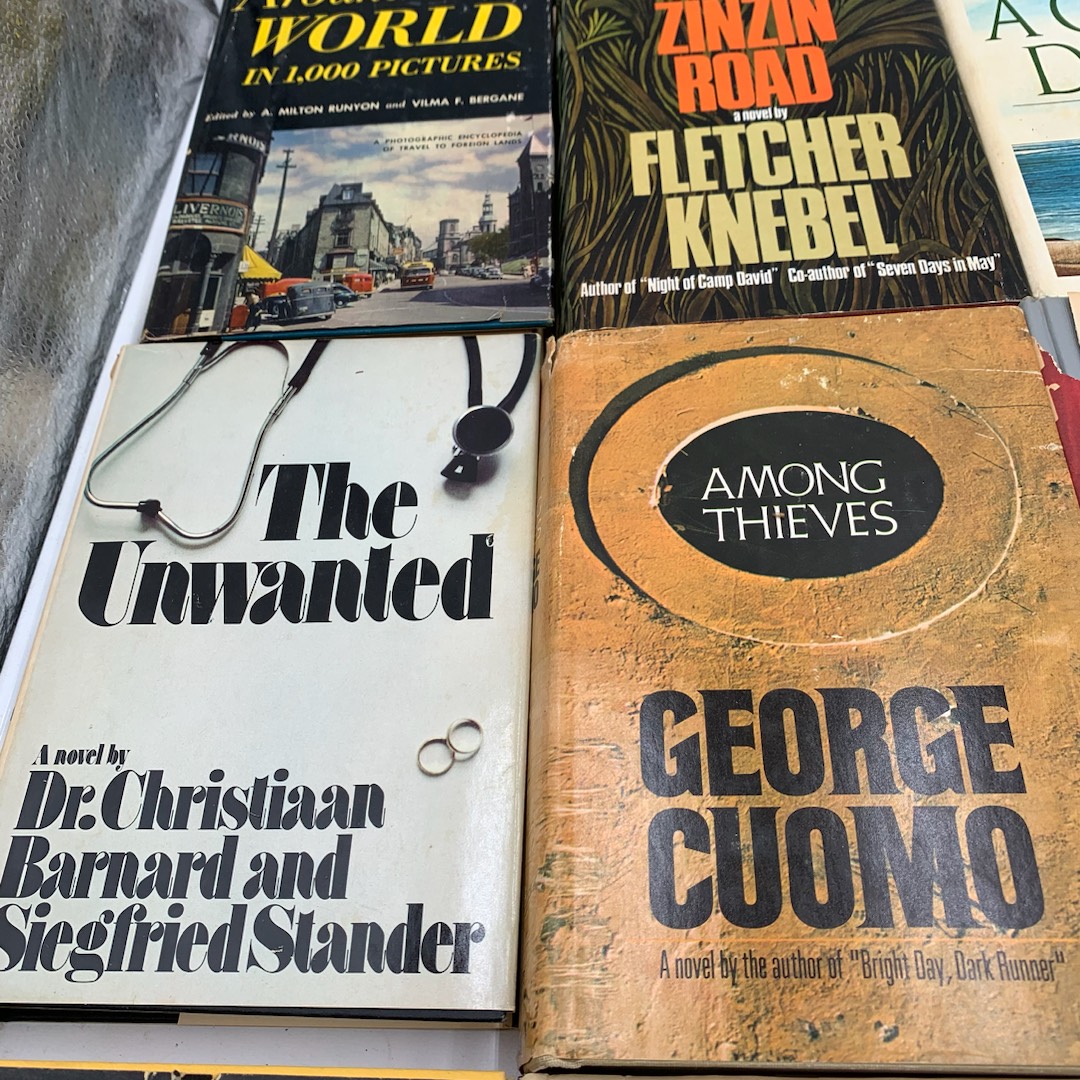 Around
WORLD
IN 1,000 PICTURES
Edited by A. MILTON RUNYON and VILMA F. BERGANE
A PHOTOGRAPHIC ENCYCLOPEDIA
OF TRAVEL TO FOREIGN LANDS
LIVERNOIS
ZINZIN
ROAD
a novel by
FLETCHER
KNEBEL
Author of "Night of Camp David" Co-author of "Seven Days in May"
The
Unwanted
A novel by
Dr. Christiaan
Barnard and
Siegfried Stander
AMONG
THIEVES
GEORGE
CUOMO
A novel by the author of "Bright Day, Dark Runner"